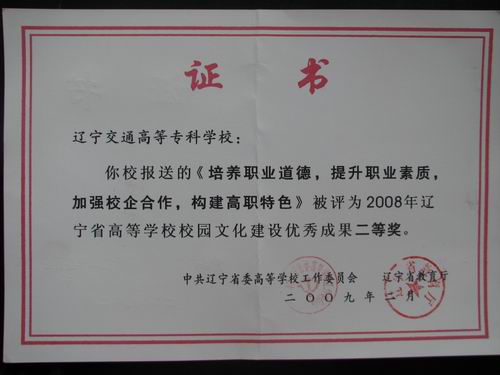 证 书
辽宁交通高等专科学校：
你校报送的《培养职业道德，提升职业素质，
加强校企合作，构建高职特色》被评为2008年辽
宁省高等学校校园文化建设优秀成果二等奖。
中共辽宁省委高等学校工作委员会 辽宁省教育厅
二〇〇九年二月